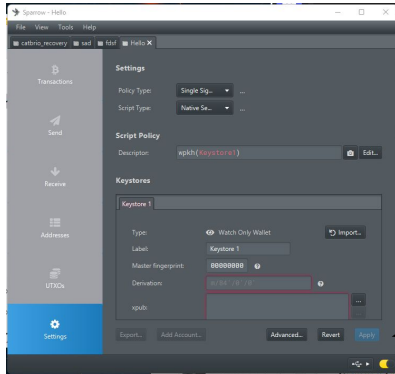 Sparrow - Hello
File View Tools Help
catbrio_recovery sad fdsf Hello X
Transactions
Send
Receive
Addresses
UTXOs
Settings
Settings
Policy Type: Single Sig... ...
Script Type: Native Se... ...
Script Policy
Descriptor: wpkh(Keystore1) Edit...
Keystores
Keystore 1
Type: Watch Only Wallet Import...
Label: Keystore 1
Master fingerprint: 00000000
Derivation: m/84'/0'/0'
xpub: ...
Export... Add Account... Advanced... Revert Apply